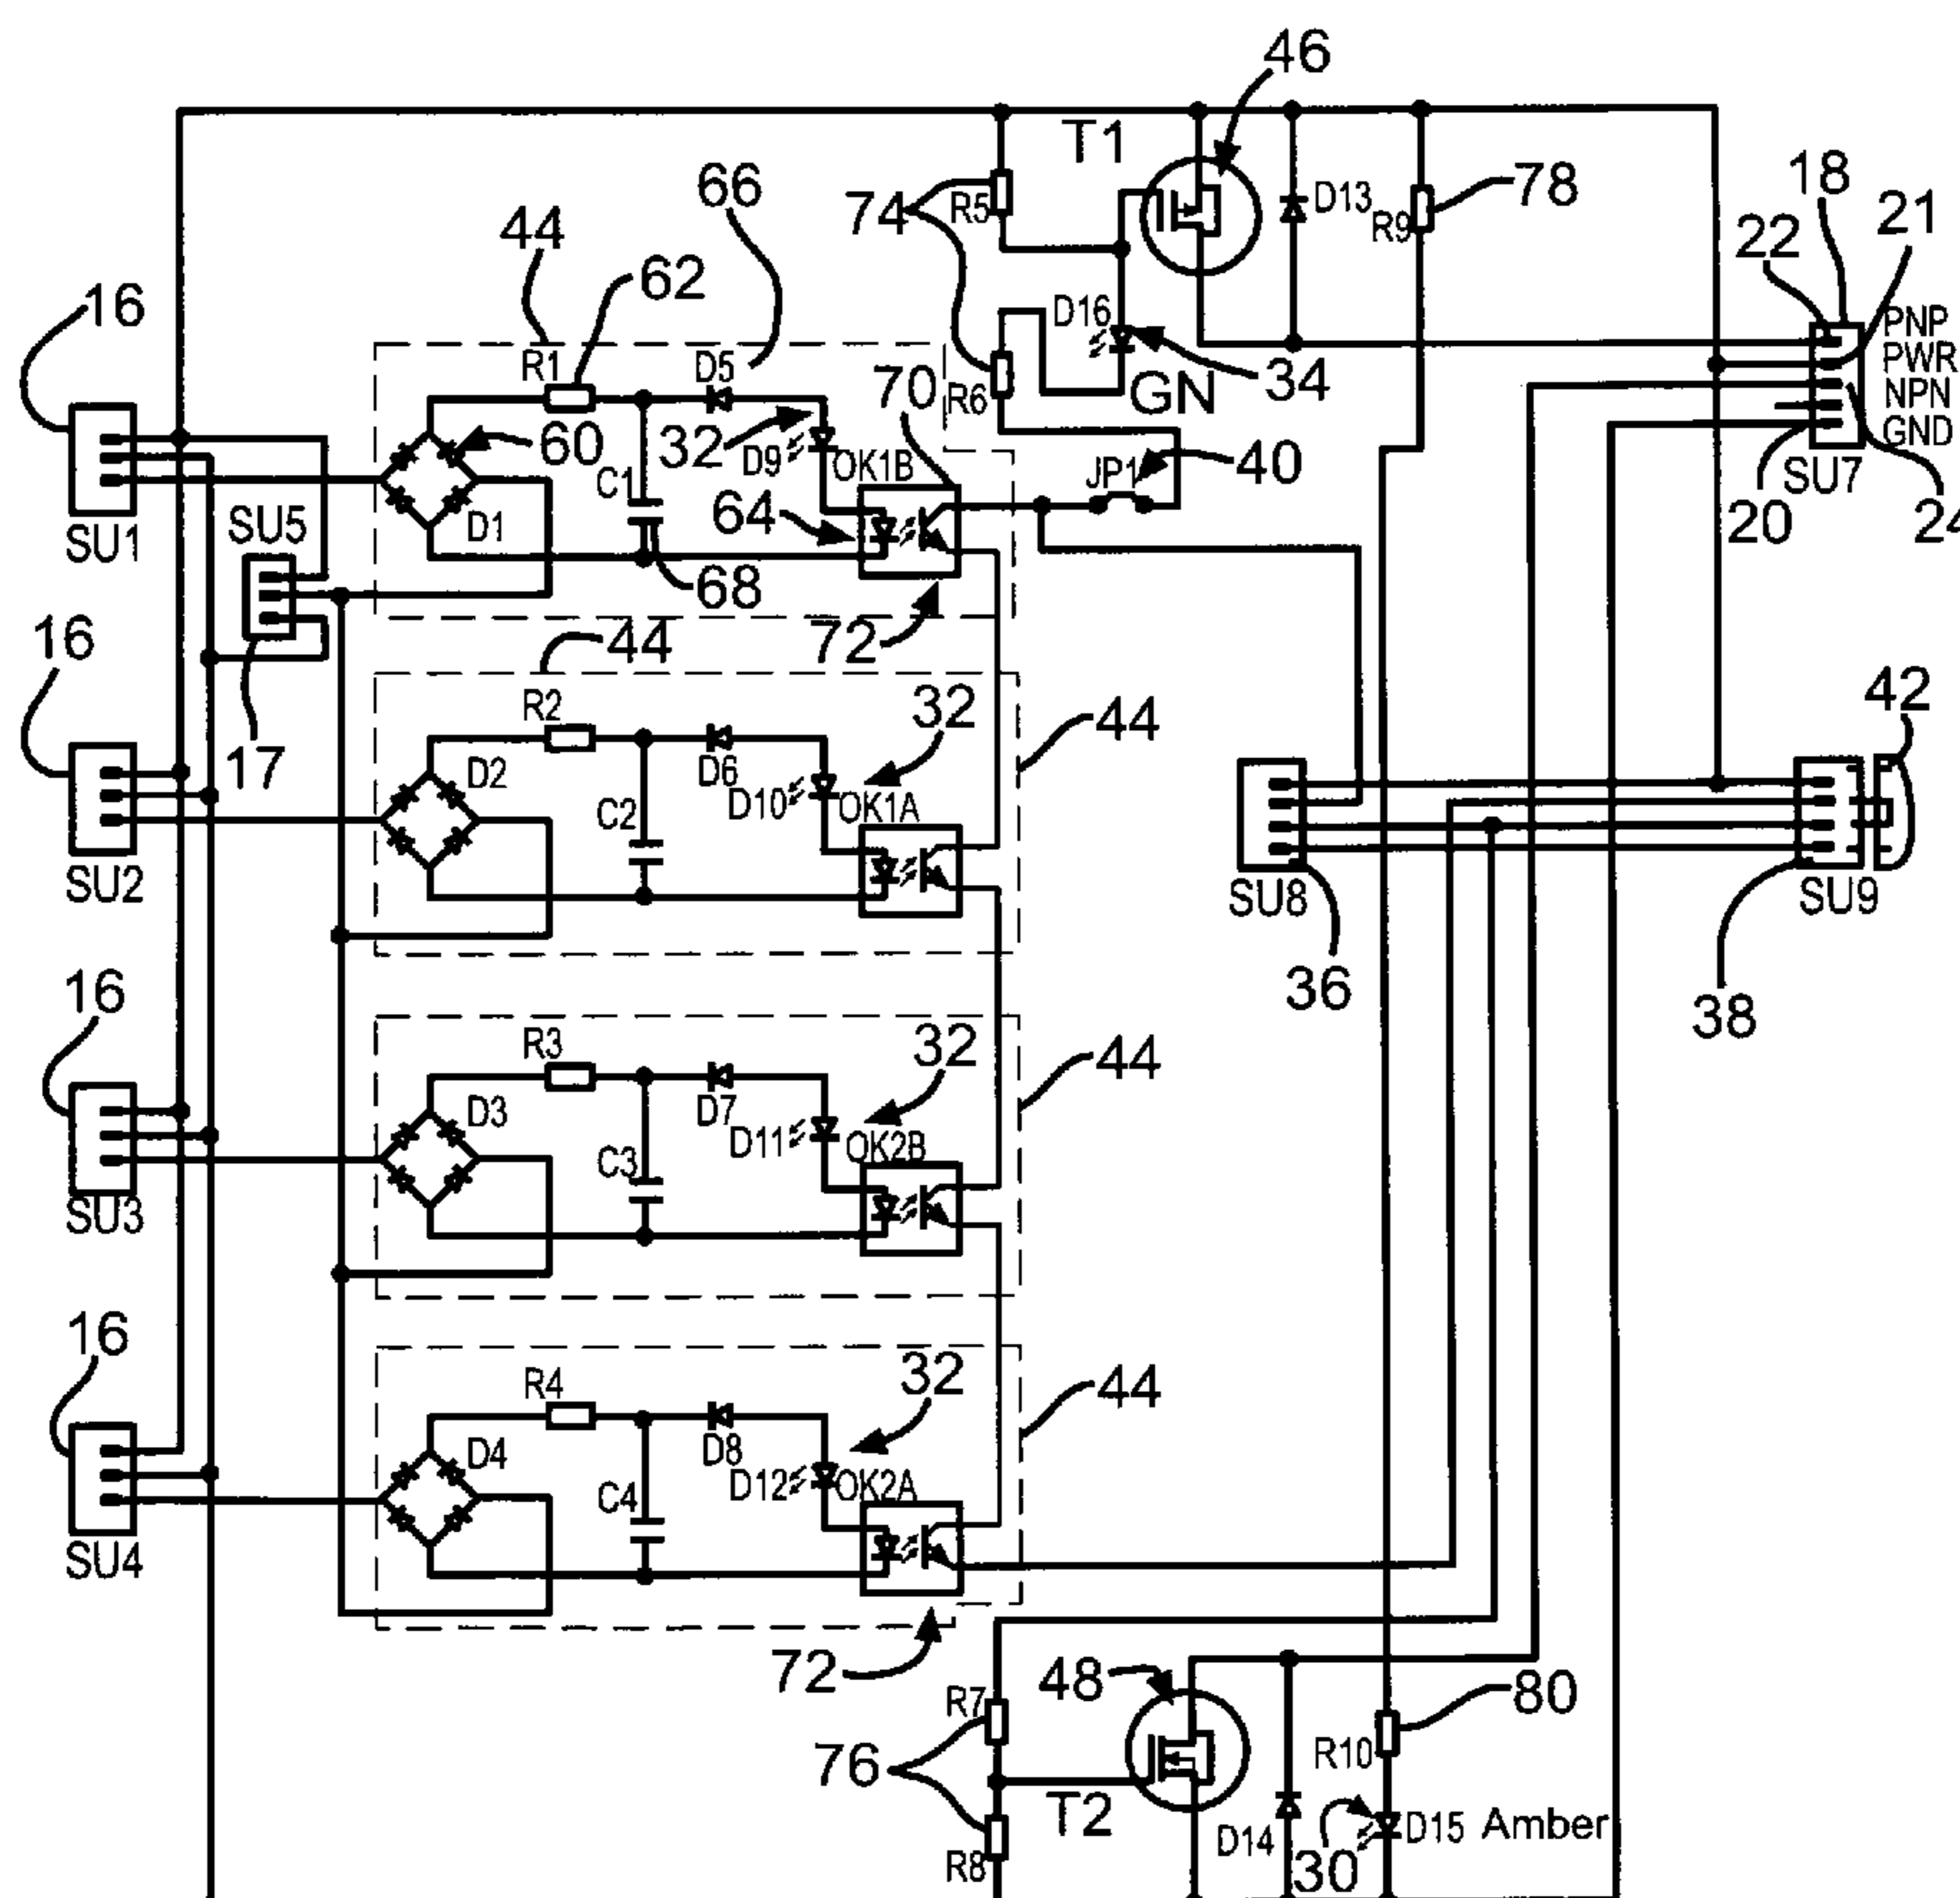 46
T1
66
18
78
74
R5
D13
R9
21
22
44
62
16
D16
PNP
PWR
NPN
GND
R1
D5
34
GN
70
R6
60
32
D9
OK1B
JP1
40
SU7
C1
64
20
24
SU1
SU5
D1
68
72
16
44
R2
32
44
42
17
D2
D6
D10
OK1A
C2
SU2
SU8
SU9
16
36
38
R3
32
44
D3
D7
D11
OK2B
C3
SU3
16
R4
32
44
D4
D8
D12
OK2A
C4
SU4
72
48
R7
80
76
R10
T2
D14
D15 Amber
R8
30